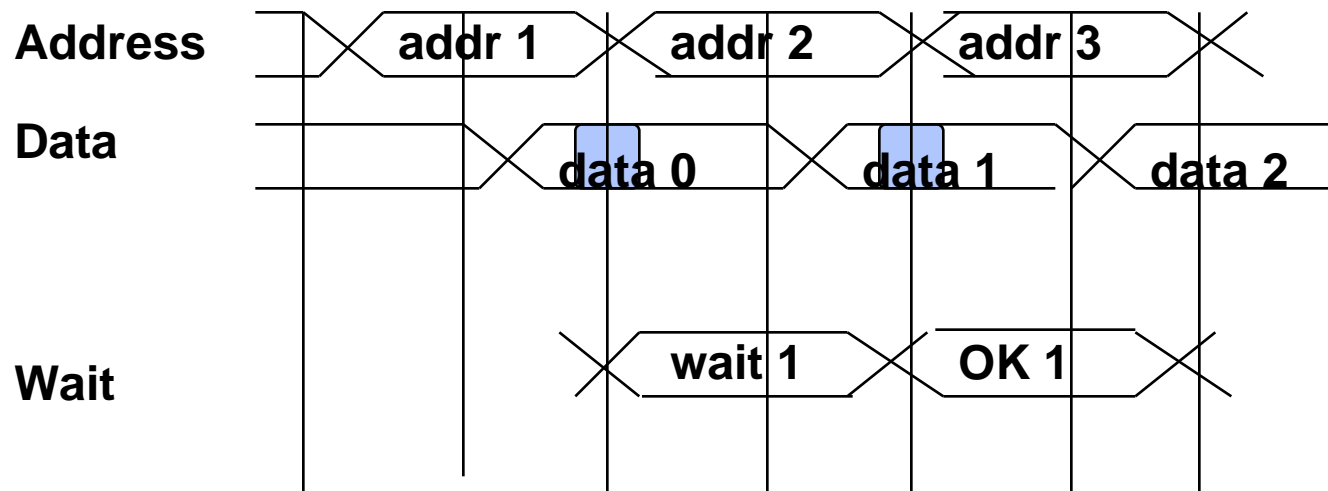 Address addr 1 addr 2 addr 3
Data data 0 data 1 data 2
Wait wait 1 OK 1